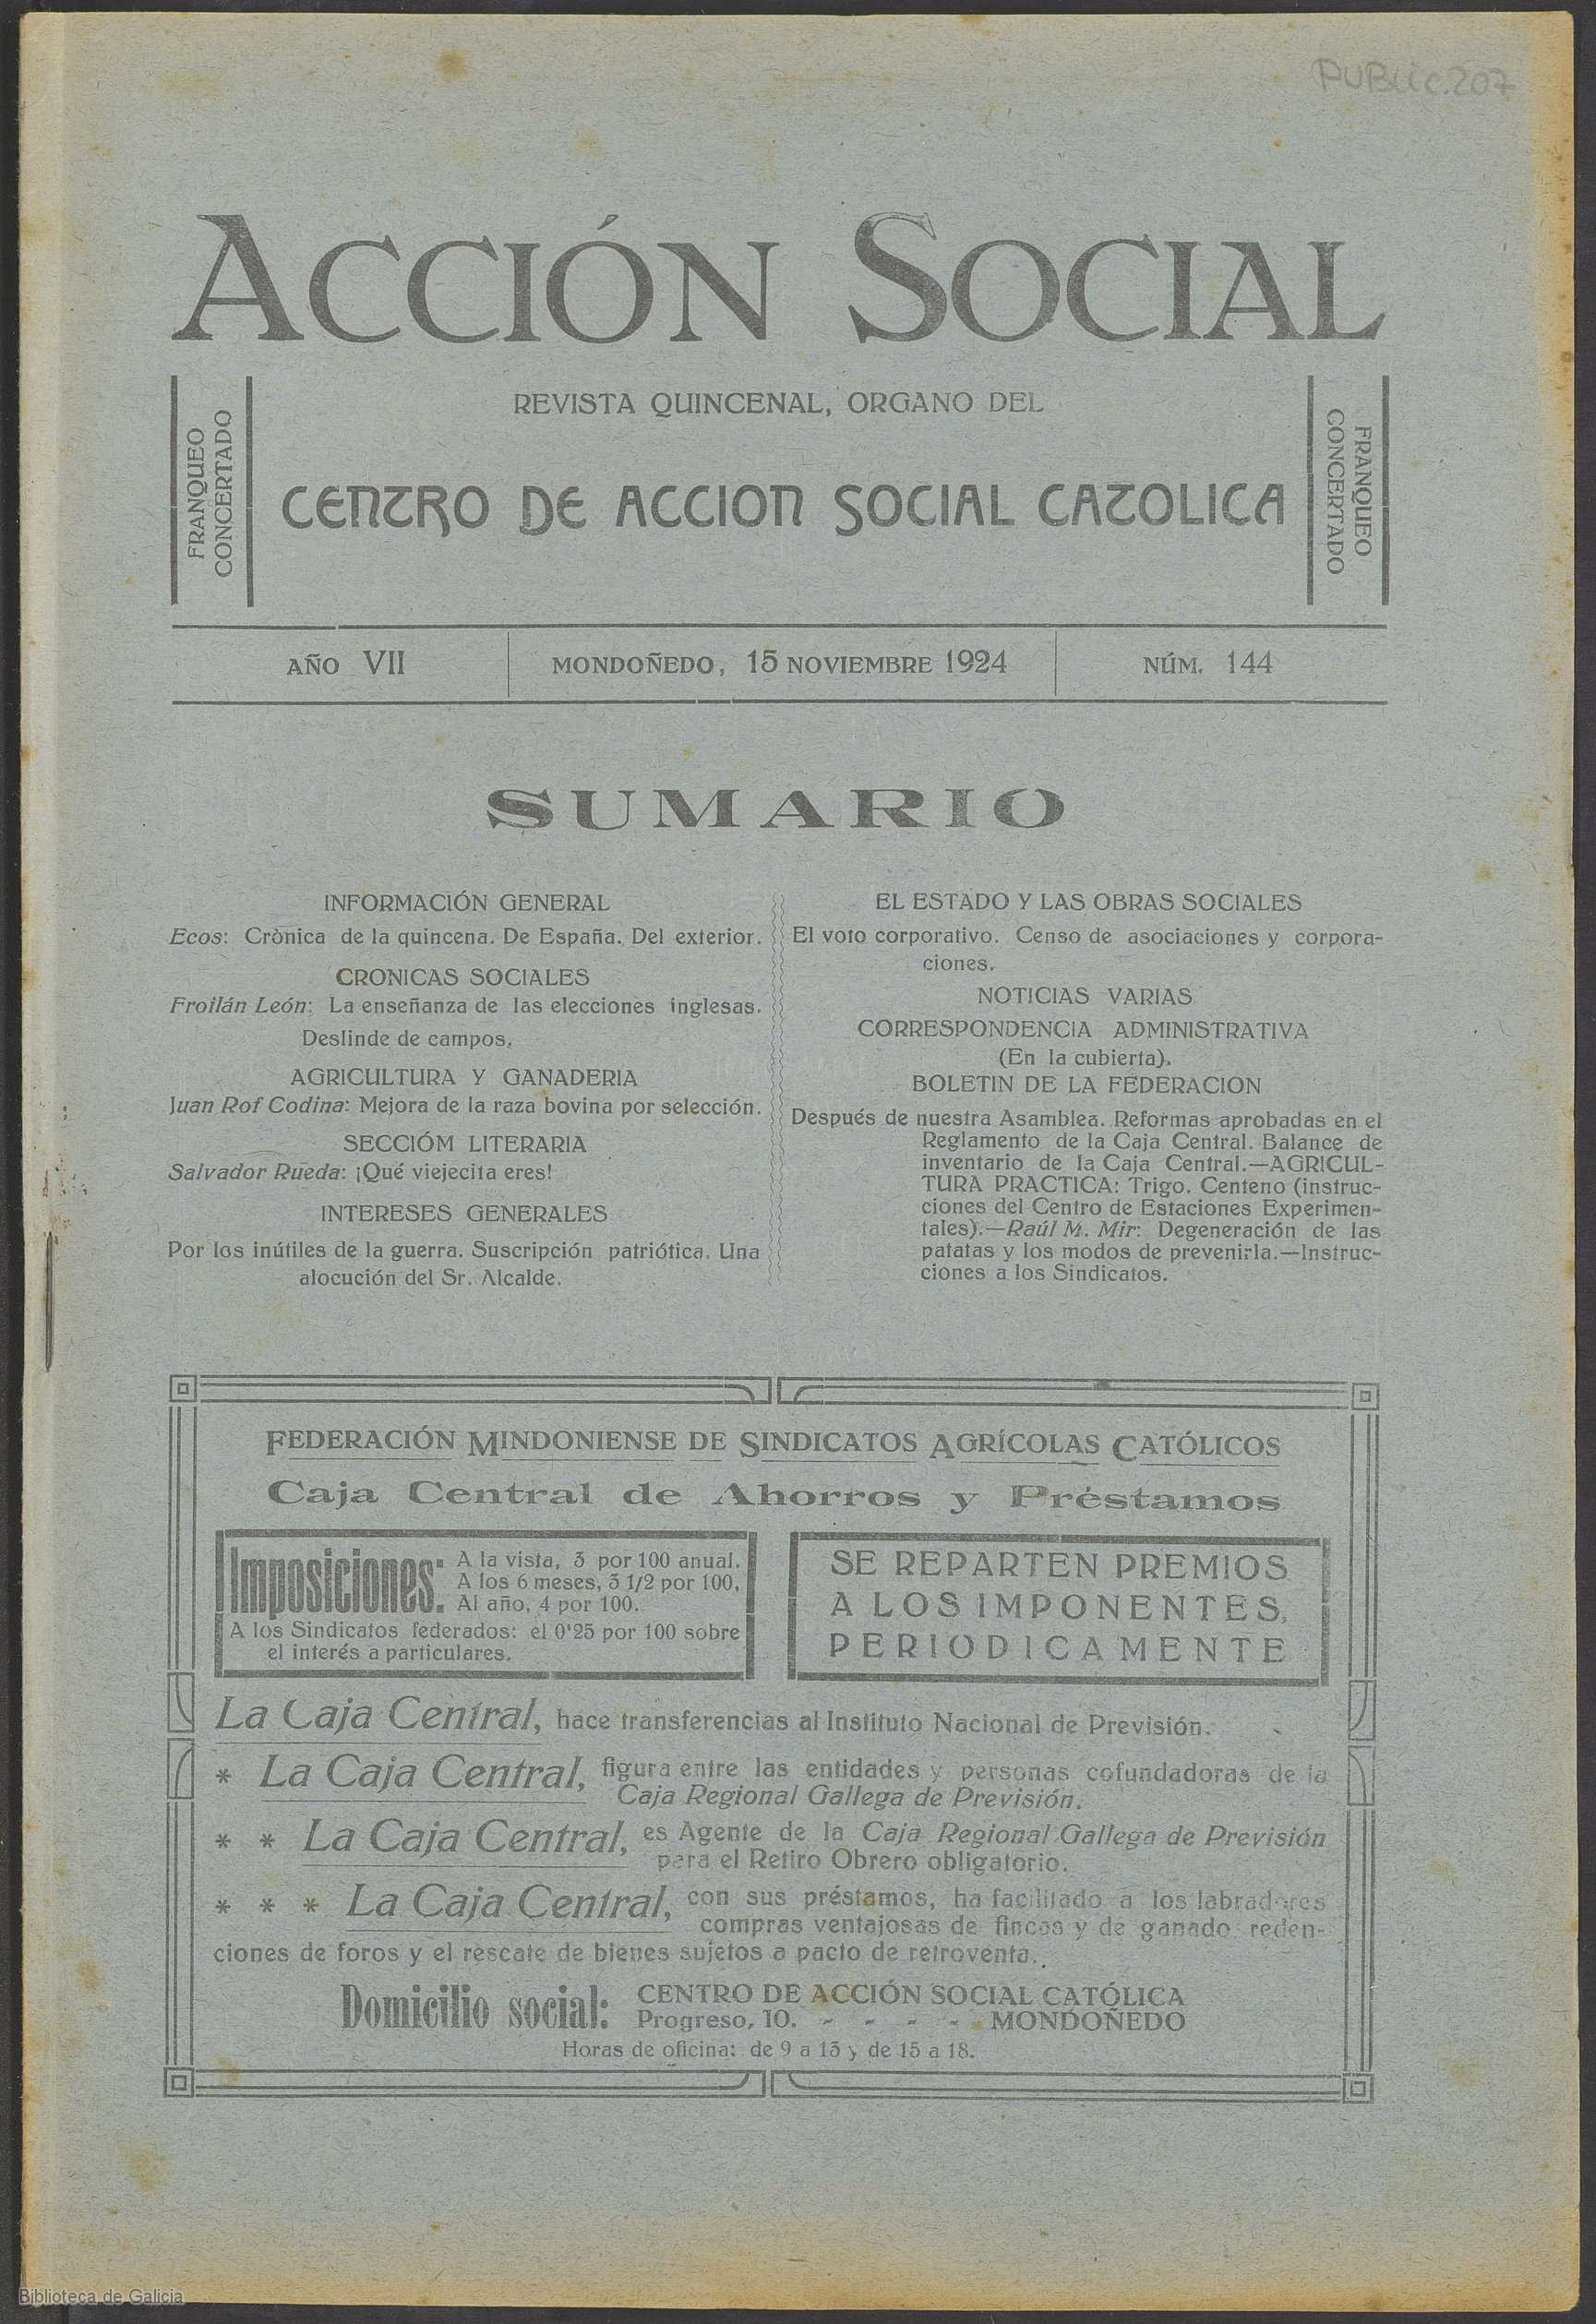 PUBLIC.207
ACCIÓN SOCIAL
FRANQUEO
CONCERTADO
REVISTA QUINCENAL, ORGANO DEL
CENTRO DE ACCION SOCIAL CATOLICA
FRANQUEO
CONCERTADO
AÑO VII
MONDOÑEDO, 15 NOVIEMBRE 1924
NÚM. 144
SUMARIO
INFORMACIÓN GENERAL
Ecos: Crònica de la quincena. De España. Del exterior.
CRONICAS SOCIALES
Froilán León: La enseñanza de las elecciones inglesas.
Deslinde de campos.
AGRICULTURA Y GANADERIA
Juan Rof Codina: Mejora de la raza bovina por selección.
SECCIÓM LITERARIA
Salvador Rueda: ¡Qué viejecita eres!
INTERESES GENERALES
Por los inútiles de la guerra. Suscripción patriótica. Una
alocución del Sr. Alcalde.
EL ESTADO Y LAS OBRAS SOCIALES
El voto corporativo. Censo de asociaciones y corpora-
ciones.
NOTICIAS VARIAS
CORRESPONDENCIA ADMINISTRATIVA
(En la cubierta).
BOLETIN DE LA FEDERACION
Después de nuestra Asamblea. Reformas aprobadas en el
Reglamento de la Caja Central. Balance de
inventario de la Caja Central.—AGRICUL-
TURA PRACTICA: Trigo. Centeno (instruc-
ciones del Centro de Estaciones Experimen-
tales).—Raúl M. Mir: Degeneración de las
patatas y los modos de prevenirla.—Instruc-
ciones a los Sindicatos.
FEDERACIÓN MINDONIENSE DE SINDICATOS AGRÍCOLAS CATÓLICOS
Caja Central de Ahorros y Préstamos
Imposiciones:
A la vista, 3 por 100 anual.
A los 6 meses, 3 1/2 por 100,
Al año, 4 por 100.
A los Sindicatos federados: el 0'25 por 100 sobre
el interés a particulares.
SE REPARTEN PREMIOS
A LOS IMPONENTES,
PERIODICAMENTE
La Caja Central, hace transferencias al Instituto Nacional de Previsión.
* La Caja Central, figura entre las entidades y personas cofundadoras de la
Caja Regional Gallega de Previsión.
* * La Caja Central, es Agente de la Caja Regional Gallega de Previsión
para el Retiro Obrero obligatorio.
* * * La Caja Central, con sus préstamos, ha facilitado a los labradores
compras ventajosas de fincas y de ganado reden-
ciones de foros y el rescate de bienes sujetos a pacto de retroventa.
Domicilio social: CENTRO DE ACCIÓN SOCIAL CATÓLICA
Progreso, 10. - - - - MONDOÑEDO
Horas de oficina: de 9 a 13 y de 15 a 18.
Biblioteca de Galicia